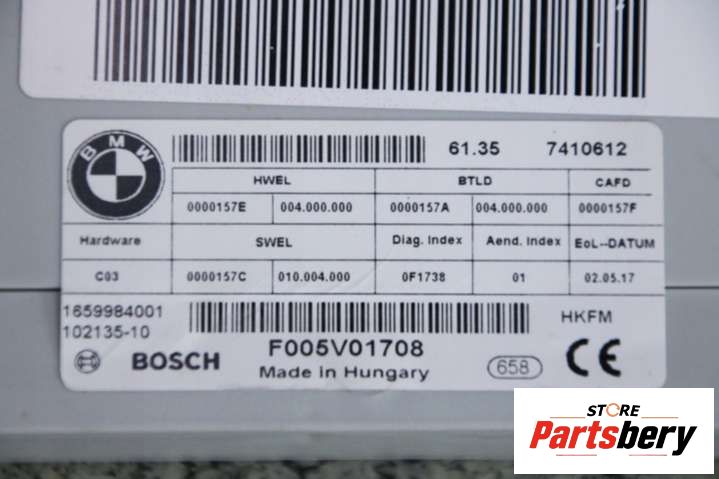 BMW
61.35 7410612
HWEL BTLD CAFD
0000157E 004.000.000 0000157A 004.000.000 0000157F
Hardware SWEL Diag. Index Aend. Index EoL--DATUM
C03 0000157C 010.004.000 0F1738 01 02.05.17
1659984001
102135-10
HKFM
BOSCH
F005V01708
Made in Hungary
658
CE
STORE
Partsbery